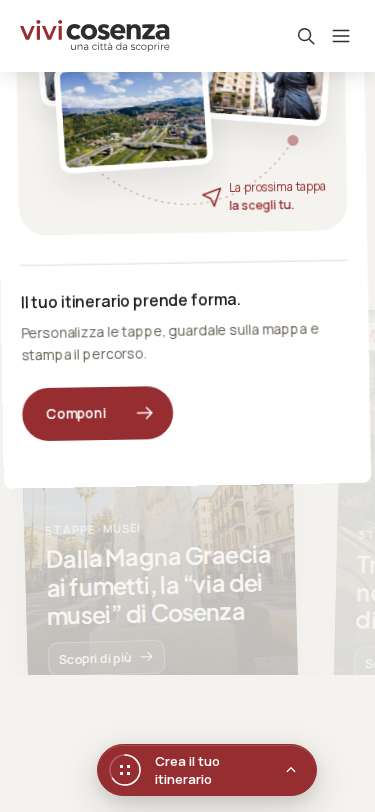 vivicosenza
una città da scoprire
La prossima tappa
la scegli tu.
Il tuo itinerario prende forma.
Personalizza le tappe, guardale sulla mappa e
stampa il percorso.
Componi
ST.APPE · MUSEI
Dalla Magna Graecia
ai fumetti, la “via dei
musei” di Cosenza
Scopri di più
Crea il tuo
itinerario